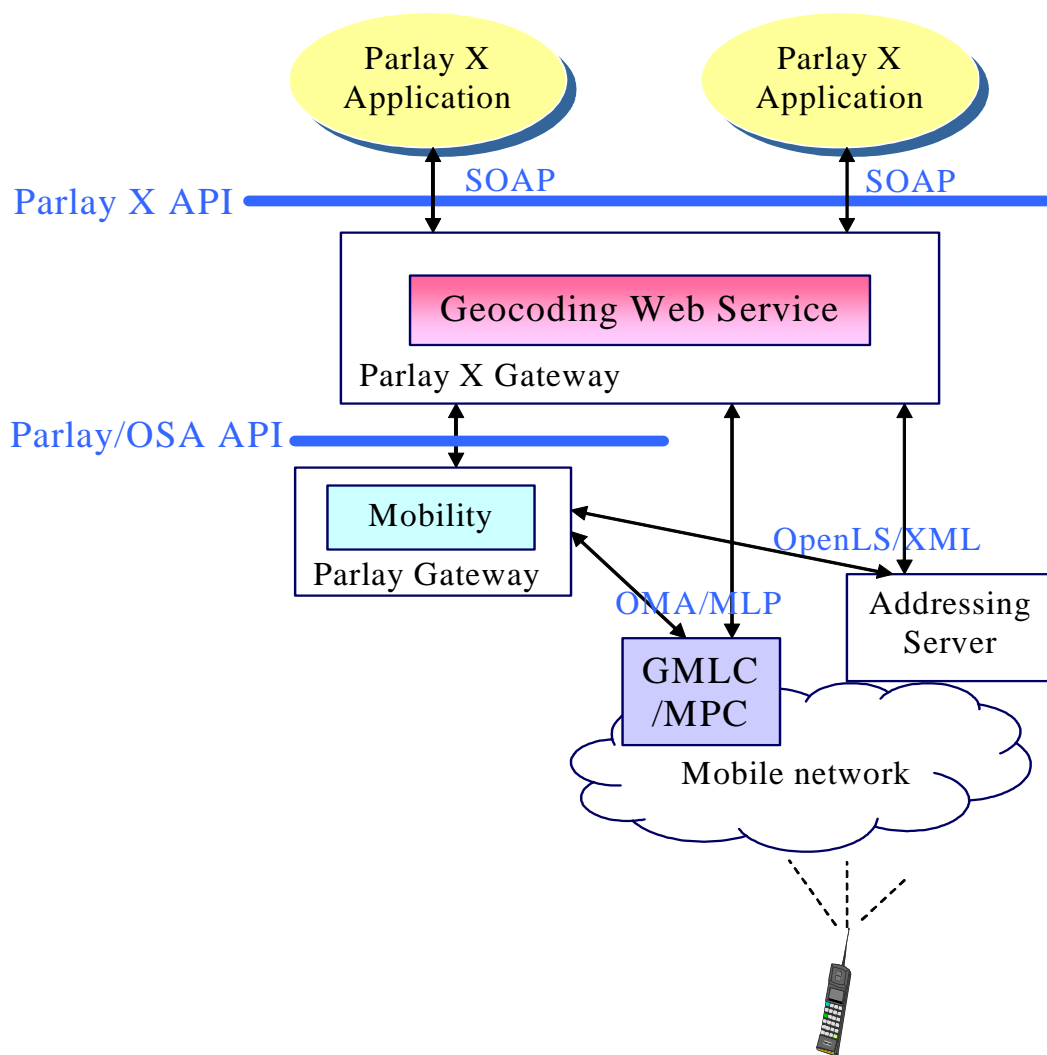 Parlay X
Application
Parlay X
Application
SOAP
SOAP
Parlay X API
Geocoding Web Service
Parlay X Gateway
Parlay/OSA API
Mobility
Parlay Gateway
OpenLS/XML
OMA/MLP
Addressing
Server
GMLC
/MPC
Mobile network